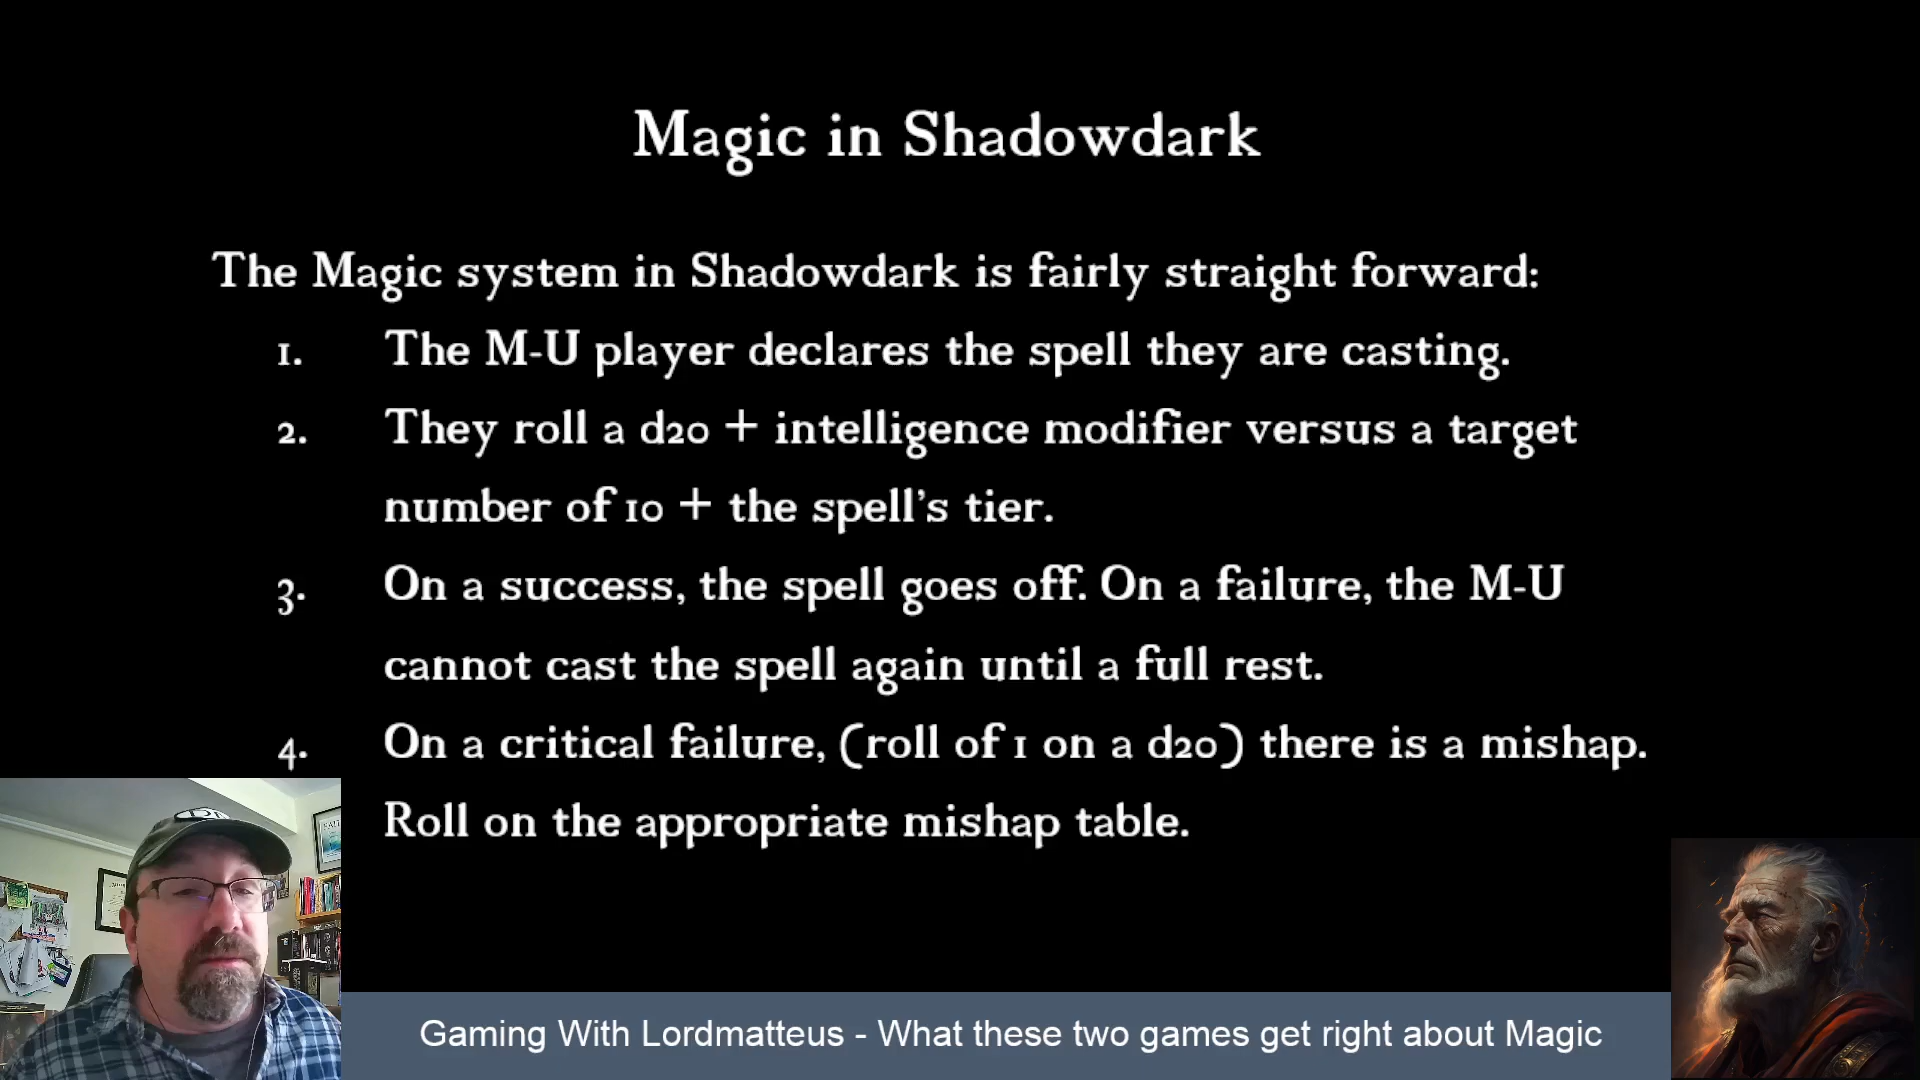 Magic in Shadowdark
The Magic system in Shadowdark is fairly straight forward:
1. The M-U player declares the spell they are casting.
2. They roll a d20 + intelligence modifier versus a target
number of 10 + the spell's tier.
3. On a success, the spell goes off. On a failure, the M-U
cannot cast the spell again until a full rest.
4. On a critical failure, (roll of 1 on a d20) there is a mishap.
Roll on the appropriate mishap table.
Gaming With Lordmatteus - What these two games get right about Magic